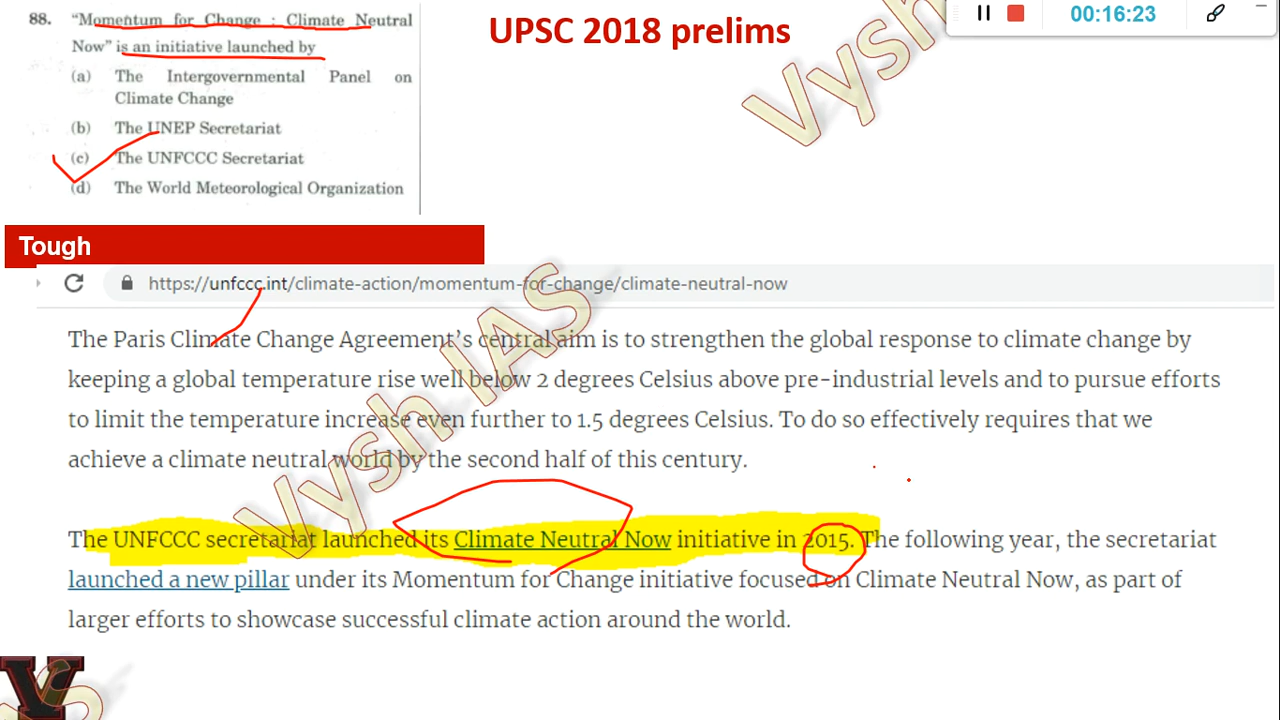 88. "Momentum for Change : Climate Neutral
Now" is an initiative launched by
(a) The Intergovernmental Panel on
Climate Change
(b) The UNEP Secretariat
(c) The UNFCCC Secretariat
(d) The World Meteorological Organization
UPSC 2018 prelims
00:16:23
Tough
https://unfccc.int/climate-action/momentum-for-change/climate-neutral-now
The Paris Climate Change Agreement's central aim is to strengthen the global response to climate change by
keeping a global temperature rise well below 2 degrees Celsius above pre-industrial levels and to pursue efforts
to limit the temperature increase even further to 1.5 degrees Celsius. To do so effectively requires that we
achieve a climate neutral world by the second half of this century.
The UNFCCC secretariat launched its Climate Neutral Now initiative in 2015. The following year, the secretariat
launched a new pillar under its Momentum for Change initiative focused on Climate Neutral Now, as part of
larger efforts to showcase successful climate action around the world.
Vysh IAS
Vysh
V